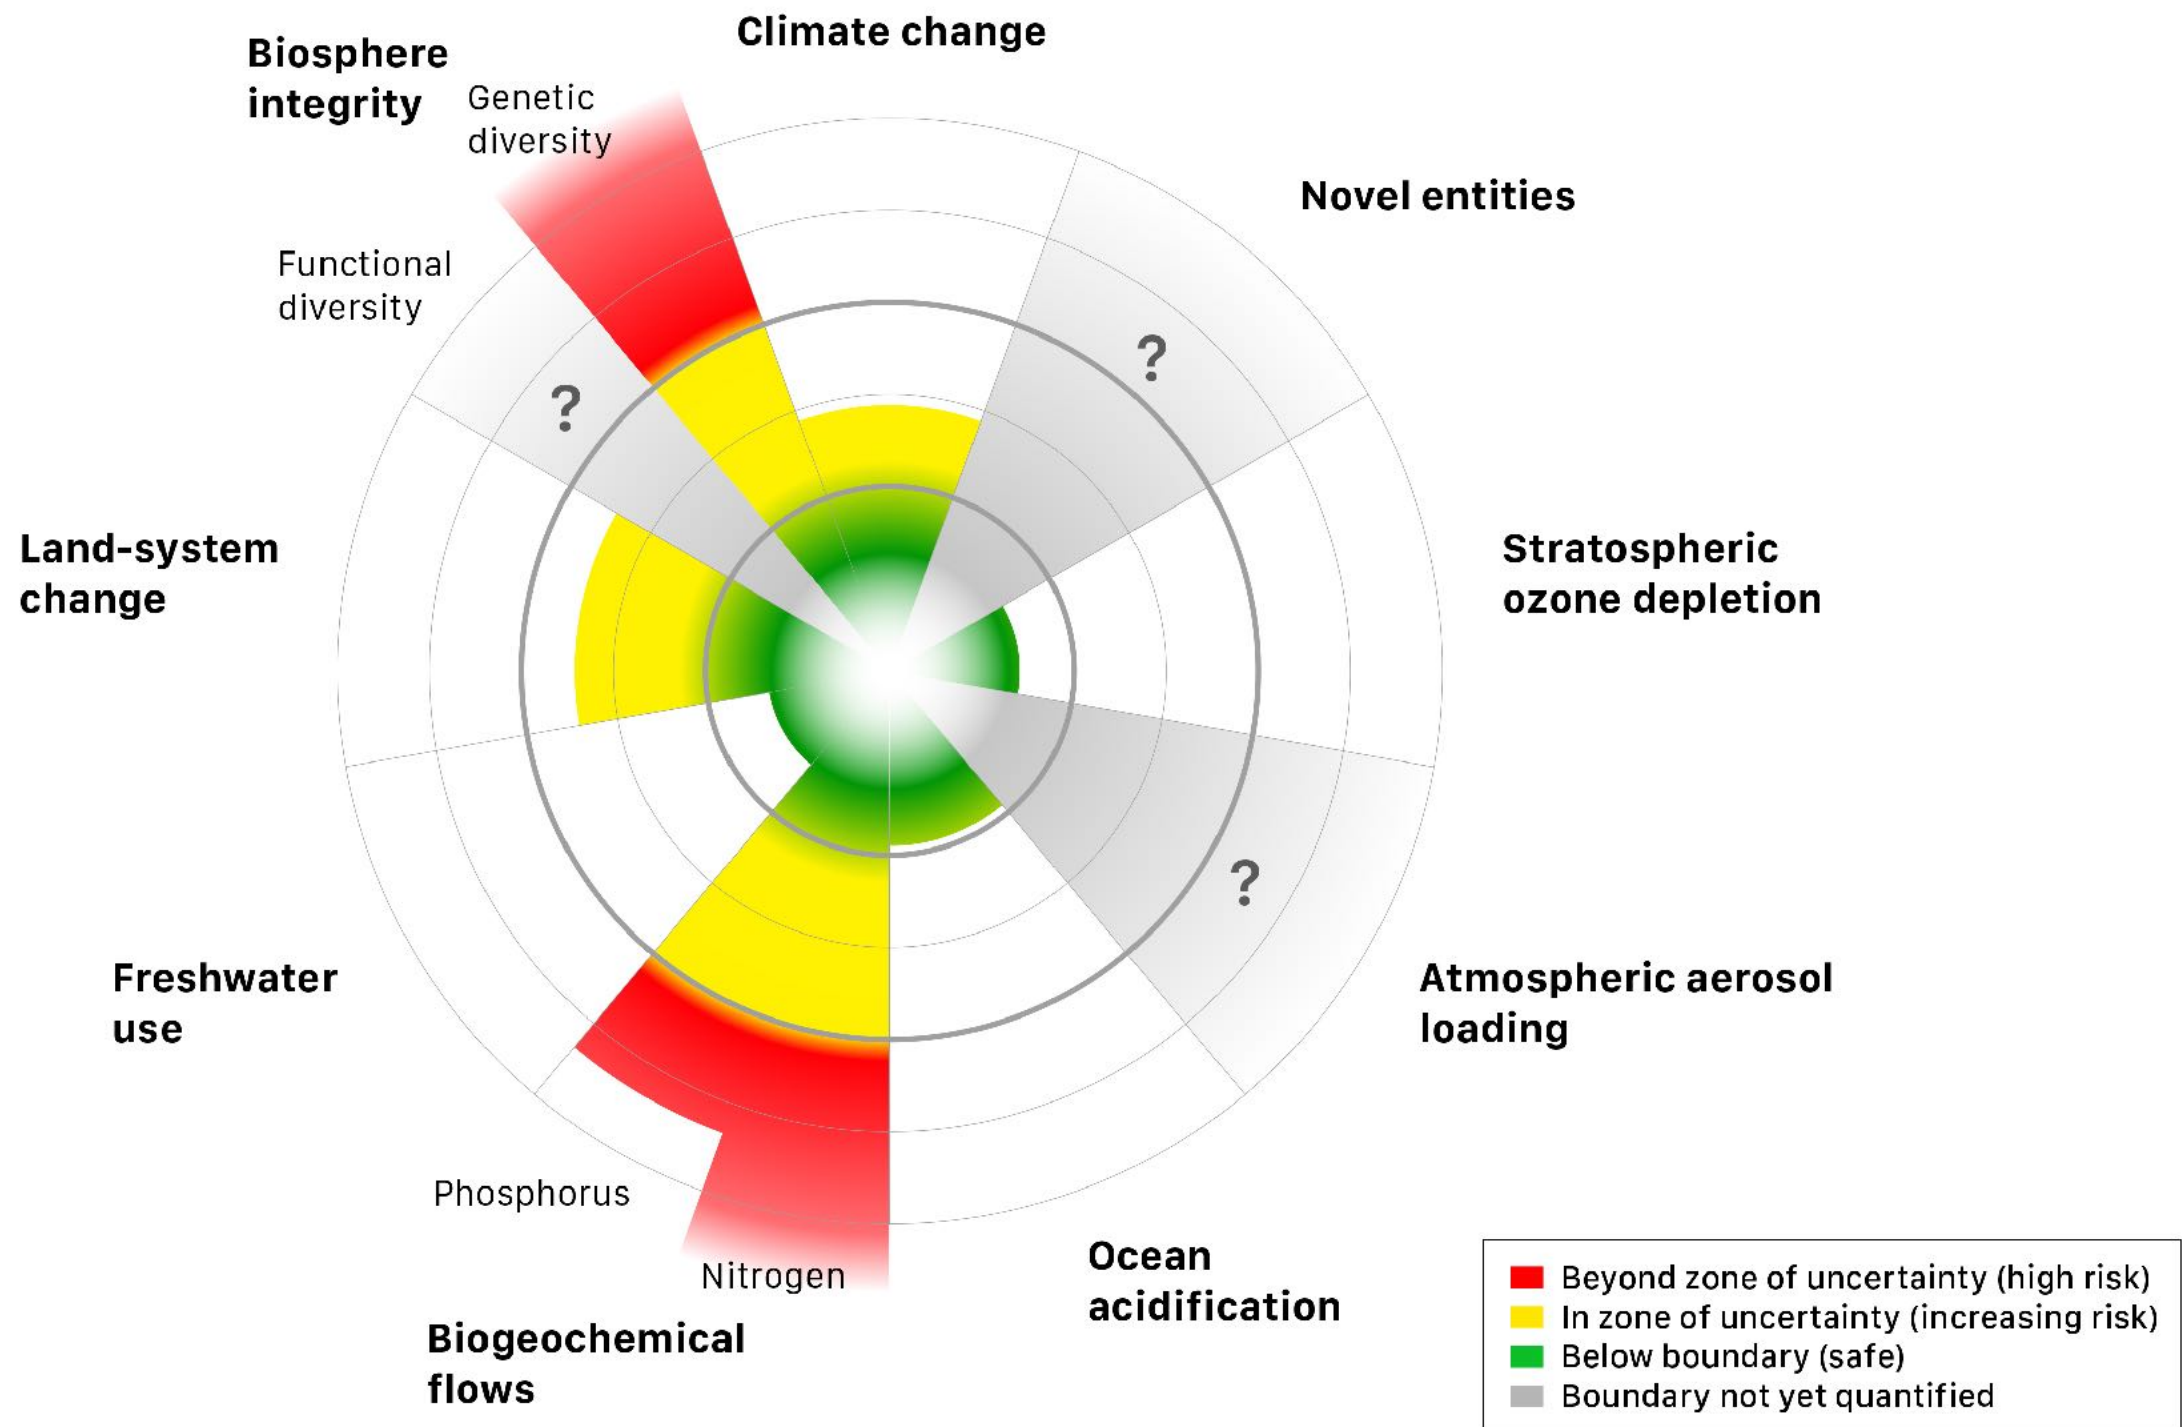 Climate change
Biosphere
integrity
Genetic
diversity
Functional
diversity
?
Novel entities
?
Land-system
change
Stratospheric
ozone depletion
Freshwater
use
?
Atmospheric aerosol
loading
Phosphorus
Nitrogen
Biogeochemical
flows
Ocean
acidification
Beyond zone of uncertainty (high risk)
In zone of uncertainty (increasing risk)
Below boundary (safe)
Boundary not yet quantified